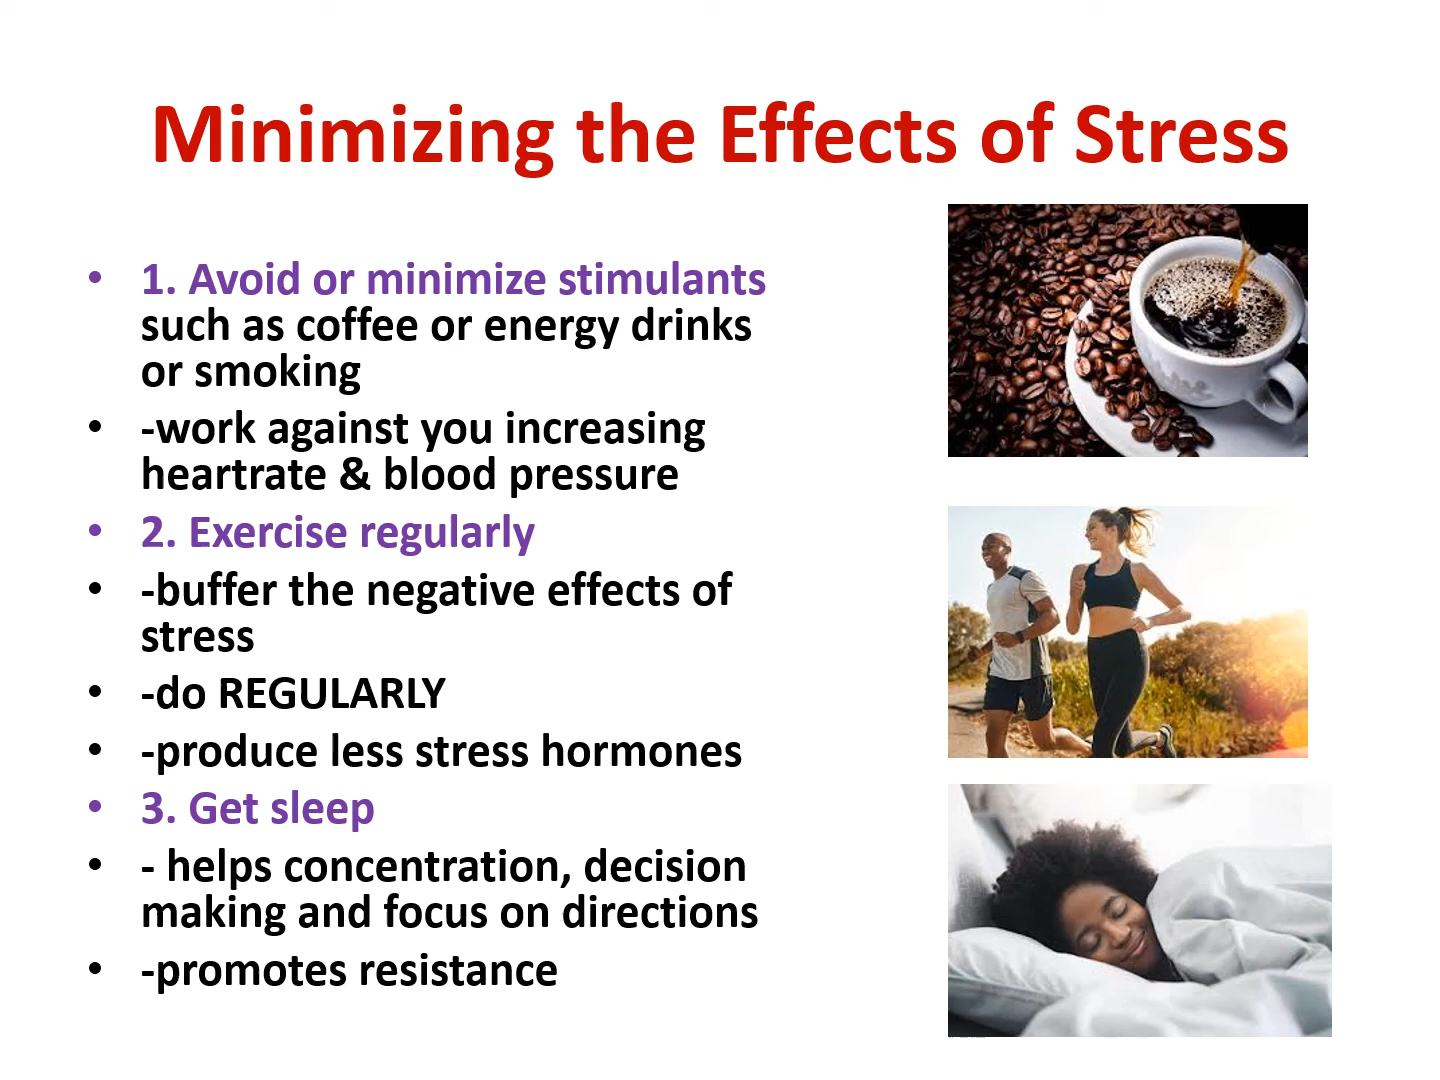 Minimizing the Effects of Stress
• 1. Avoid or minimize stimulants
such as coffee or energy drinks
or smoking
• -work against you increasing
heartrate & blood pressure
• 2. Exercise regularly
• -buffer the negative effects of
stress
• -do REGULARLY
• -produce less stress hormones
• 3. Get sleep
• - helps concentration, decision
making and focus on directions
• -promotes resistance